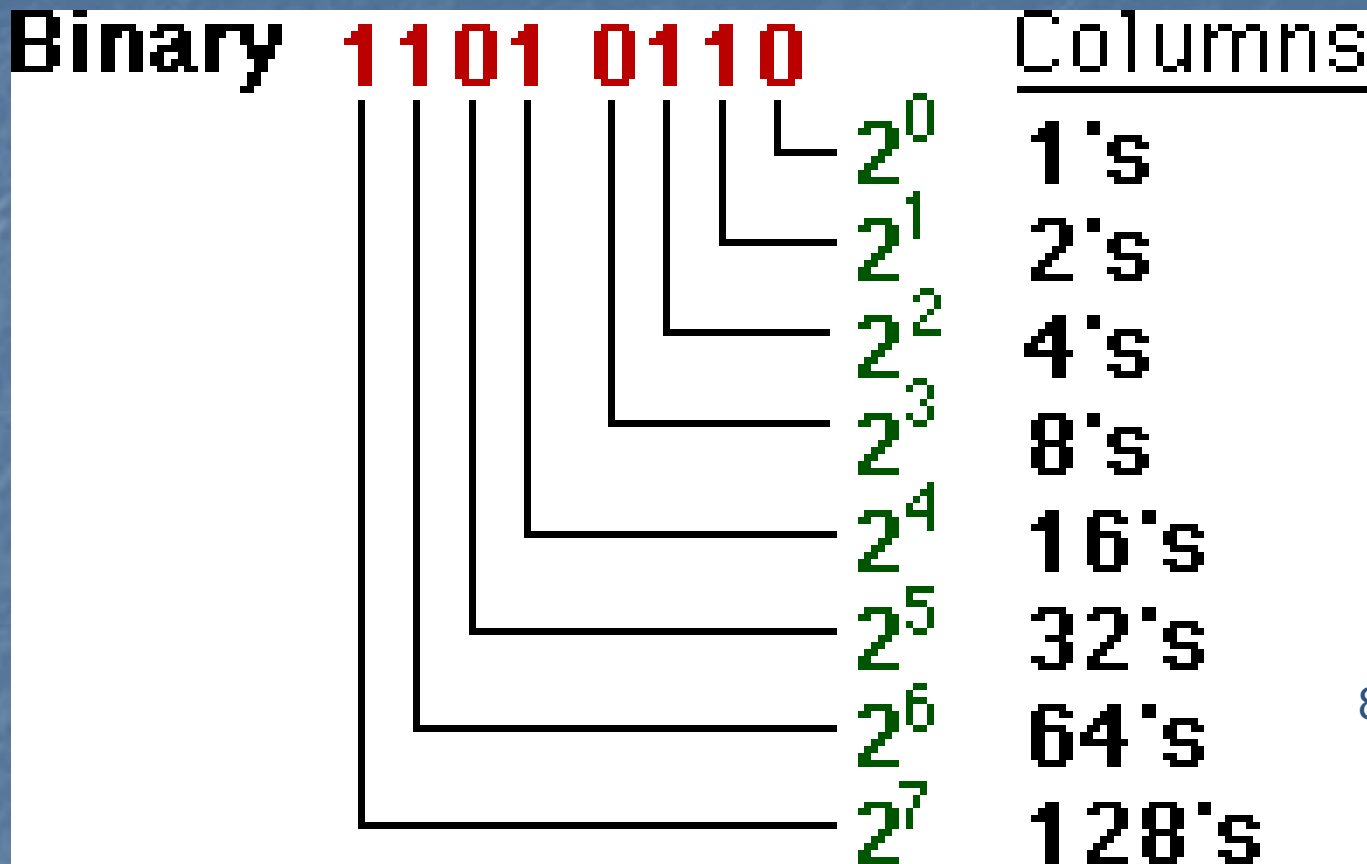 Binary 1101 0110 Columns
2⁰ 1's
2¹ 2's
2² 4's
2³ 8's
2⁴ 16's
2⁵ 32's
2⁶ 64's
2⁷ 128's